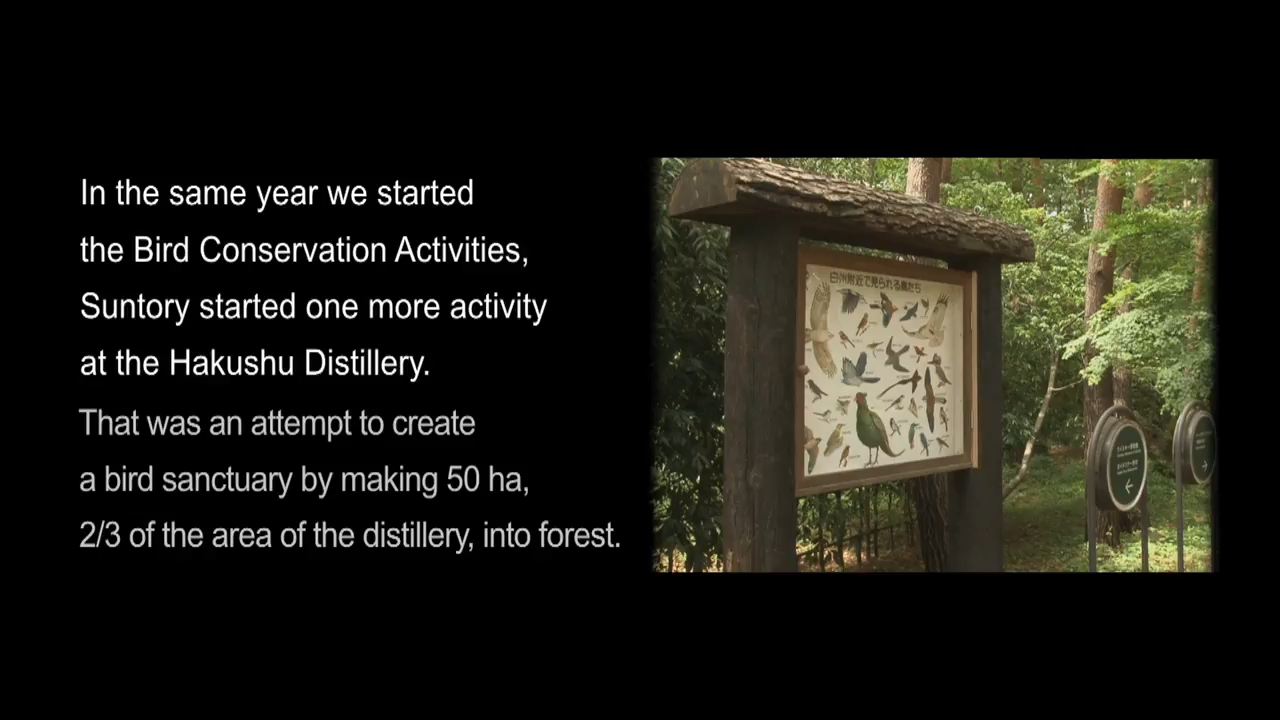 In the same year we started
the Bird Conservation Activities,
Suntory started one more activity
at the Hakushu Distillery.
That was an attempt to create
a bird sanctuary by making 50 ha,
2/3 of the area of the distillery, into forest.
白州附近で見られる鳥たち